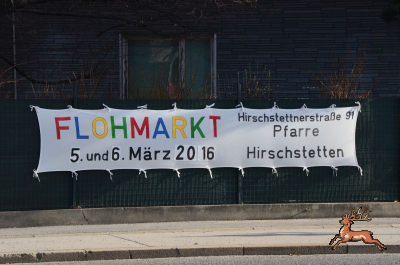 FLOHMARKT
5. und 6. März 2016
Hirschstettnerstraße 91
Pfarre
Hirschstetten